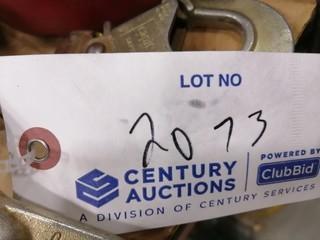 LOT NO
2073
CENTURY AUCTIONS
POWERED BY
ClubBid
A DIVISION OF CENTURY SERVICES